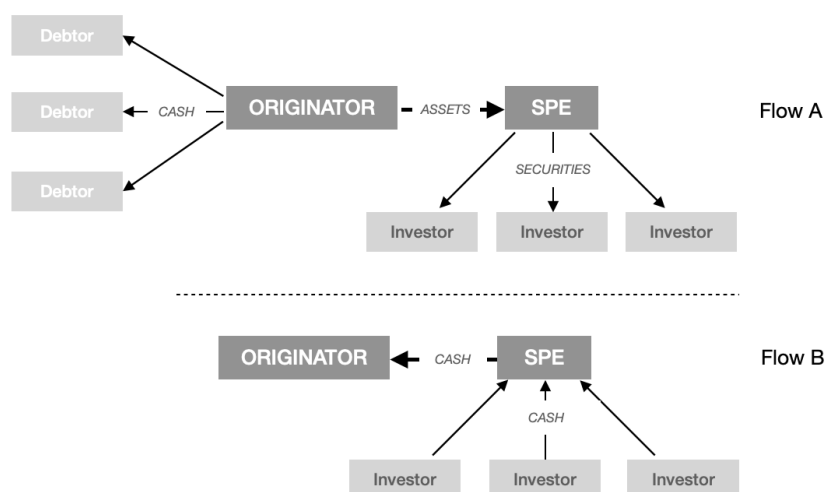 Debtor
Debtor
Debtor
CASH
ORIGINATOR
ASSETS
SPE
Flow A
SECURITIES
Investor
Investor
Investor
ORIGINATOR
CASH
SPE
Flow B
CASH
Investor
Investor
Investor